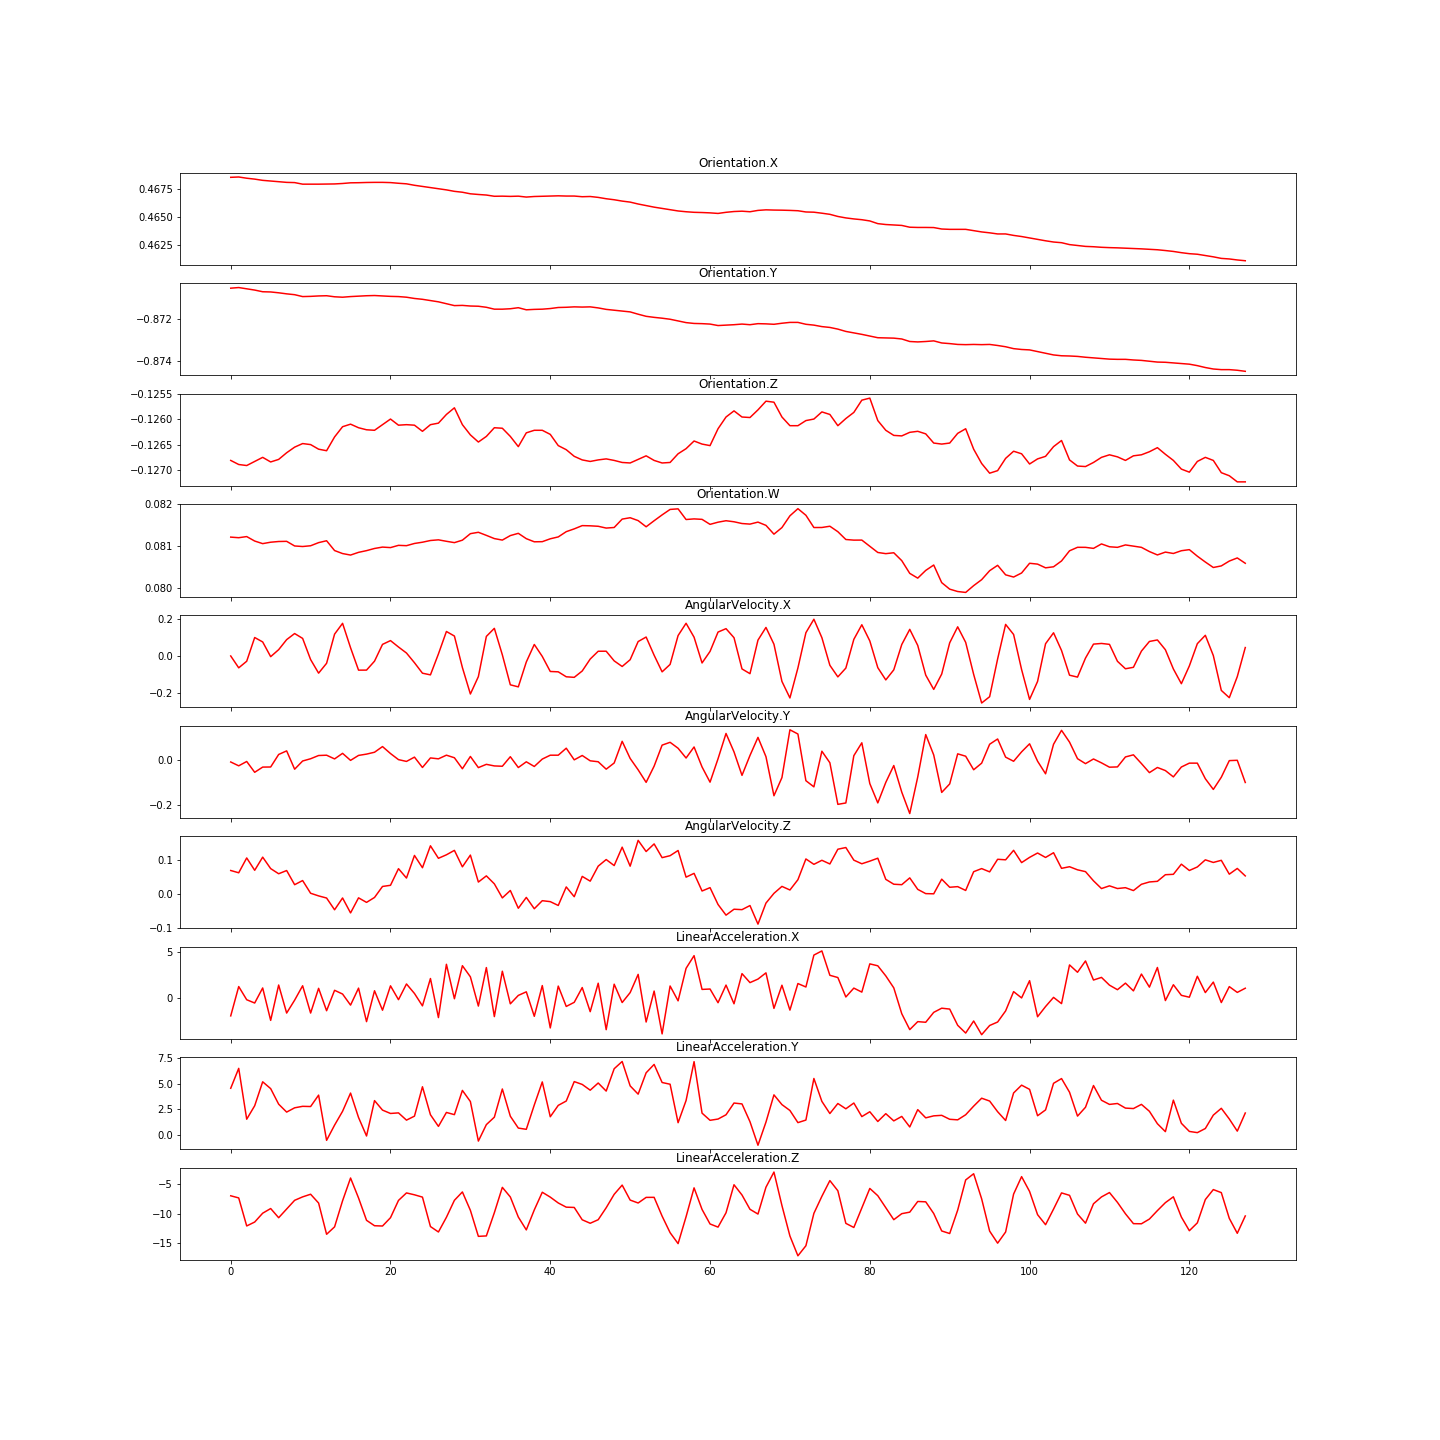 Orientation.X
0.4675
0.4650
0.4625
Orientation.Y
−0.872
−0.874
Orientation.Z
−0.1255
−0.1260
−0.1265
−0.1270
Orientation.W
0.082
0.081
0.080
AngularVelocity.X
0.2
0.0
−0.2
AngularVelocity.Y
0.0
−0.2
AngularVelocity.Z
0.1
0.0
−0.1
LinearAcceleration.X
5
0
LinearAcceleration.Y
7.5
5.0
2.5
0.0
LinearAcceleration.Z
−5
−10
−15
0 20 40 60 80 100 120